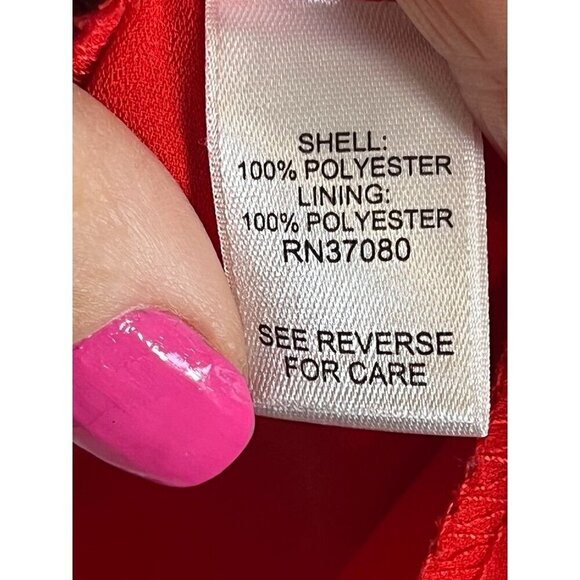 SHELL:
100% POLYESTER
LINING:
100% POLYESTER
RN37080
SEE REVERSE
FOR CARE